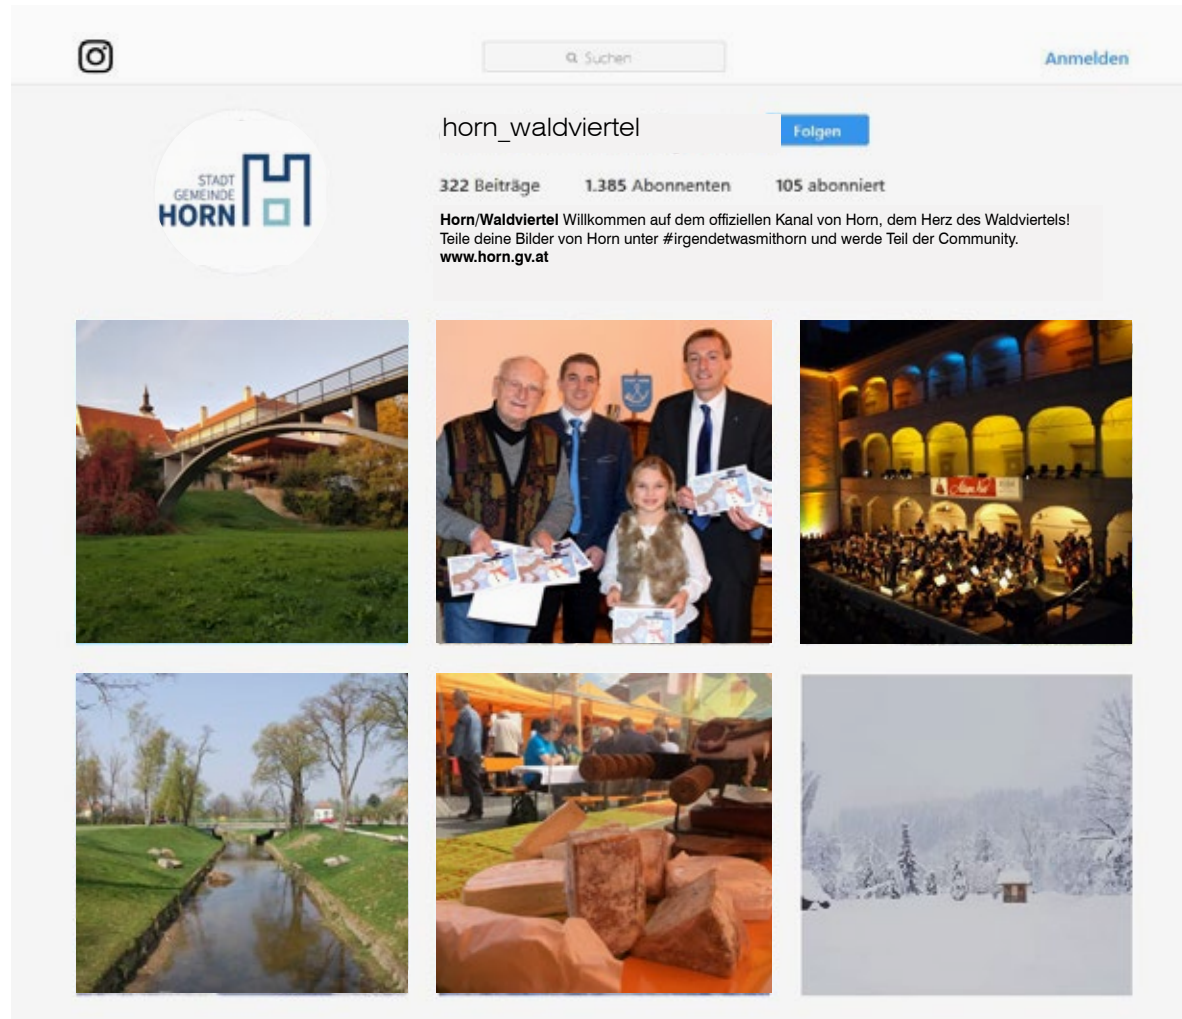 Suchen
Anmelden
horn_waldviertel
Folgen
STADT
GEMEINDE
HORN
322 Beiträge 1.385 Abonnenten 105 abonniert
Horn/Waldviertel Willkommen auf dem offiziellen Kanal von Horn, dem Herz des Waldviertels!
Teile deine Bilder von Horn unter #irgendetwasmithorn und werde Teil der Community.
www.horn.gv.at